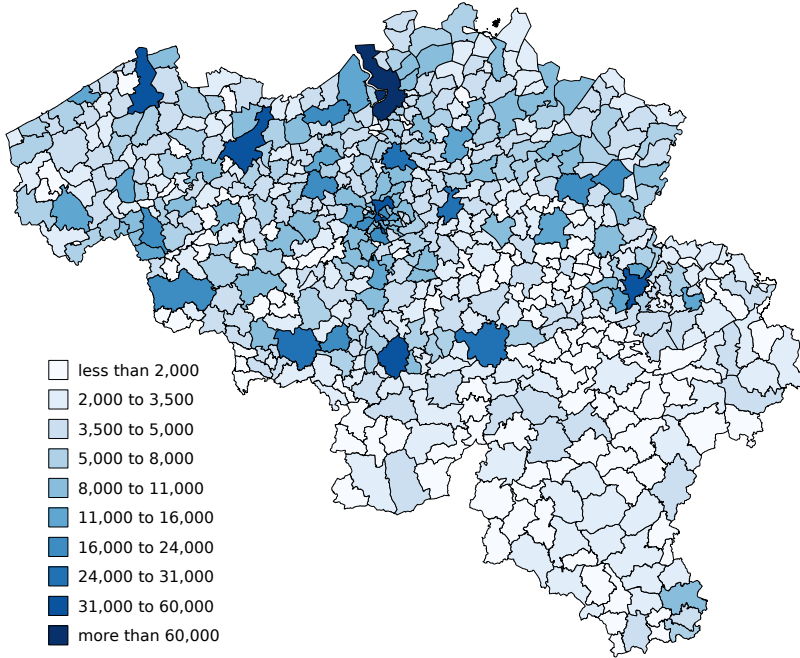 less than 2,000
2,000 to 3,500
3,500 to 5,000
5,000 to 8,000
8,000 to 11,000
11,000 to 16,000
16,000 to 24,000
24,000 to 31,000
31,000 to 60,000
more than 60,000